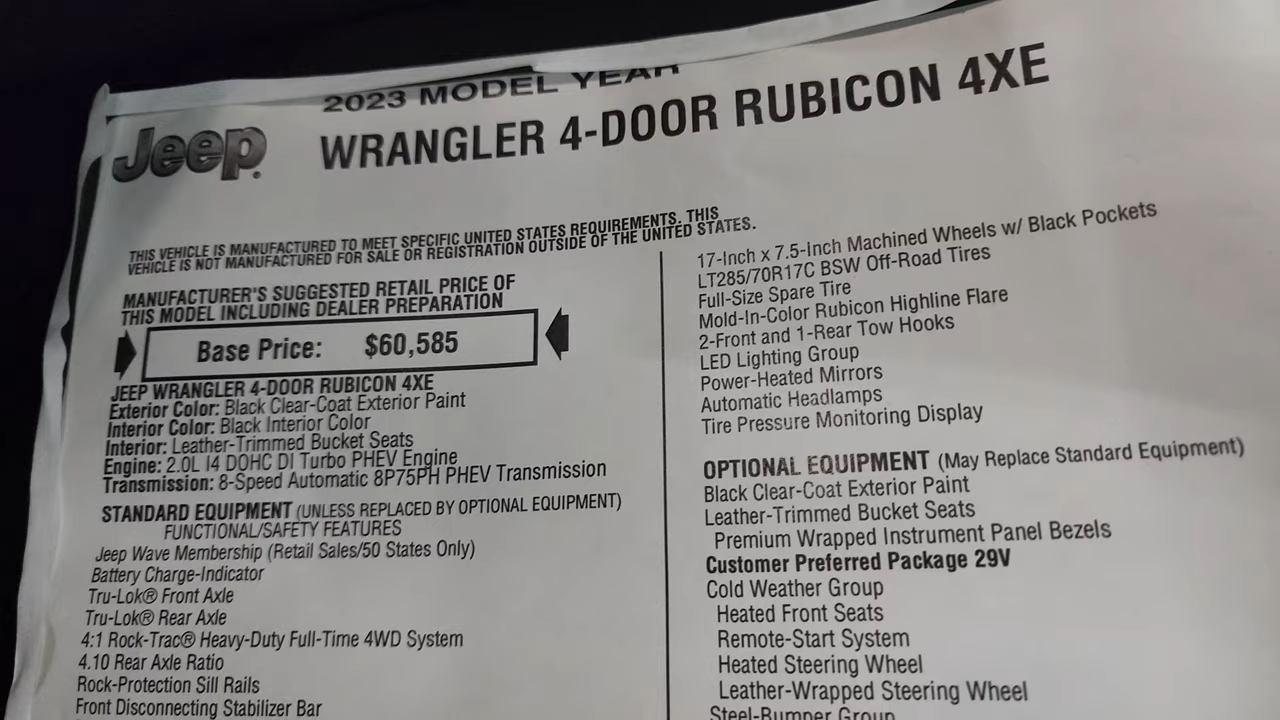 2023 MODEL YEAR
Jeep
WRANGLER 4-DOOR RUBICON 4XE
THIS VEHICLE IS MANUFACTURED TO MEET SPECIFIC UNITED STATES REQUIREMENTS. THIS
VEHICLE IS NOT MANUFACTURED FOR SALE OR REGISTRATION OUTSIDE OF THE UNITED STATES.
MANUFACTURER'S SUGGESTED RETAIL PRICE OF
THIS MODEL INCLUDING DEALER PREPARATION
Base Price: $60,585
JEEP WRANGLER 4-DOOR RUBICON 4XE
Exterior Color: Black Clear-Coat Exterior Paint
Interior Color: Black Interior Color
Interior: Leather-Trimmed Bucket Seats
Engine: 2.0L I4 DOHC DI Turbo PHEV Engine
Transmission: 8-Speed Automatic 8P75PH PHEV Transmission
STANDARD EQUIPMENT (UNLESS REPLACED BY OPTIONAL EQUIPMENT)
FUNCTIONAL/SAFETY FEATURES
Jeep Wave Membership (Retail Sales/50 States Only)
Battery Charge-Indicator
Tru-Lok® Front Axle
Tru-Lok® Rear Axle
4:1 Rock-Trac® Heavy-Duty Full-Time 4WD System
4.10 Rear Axle Ratio
Rock-Protection Sill Rails
Front Disconnecting Stabilizer Bar
17-Inch x 7.5-Inch Machined Wheels w/ Black Pockets
LT285/70R17C BSW Off-Road Tires
Full-Size Spare Tire
Mold-In-Color Rubicon Highline Flare
2-Front and 1-Rear Tow Hooks
LED Lighting Group
Power-Heated Mirrors
Automatic Headlamps
Tire Pressure Monitoring Display
OPTIONAL EQUIPMENT (May Replace Standard Equipment)
Black Clear-Coat Exterior Paint
Leather-Trimmed Bucket Seats
Premium Wrapped Instrument Panel Bezels
Customer Preferred Package 29V
Cold Weather Group
Heated Front Seats
Remote-Start System
Heated Steering Wheel
Leather-Wrapped Steering Wheel
Steel-Bumper Group